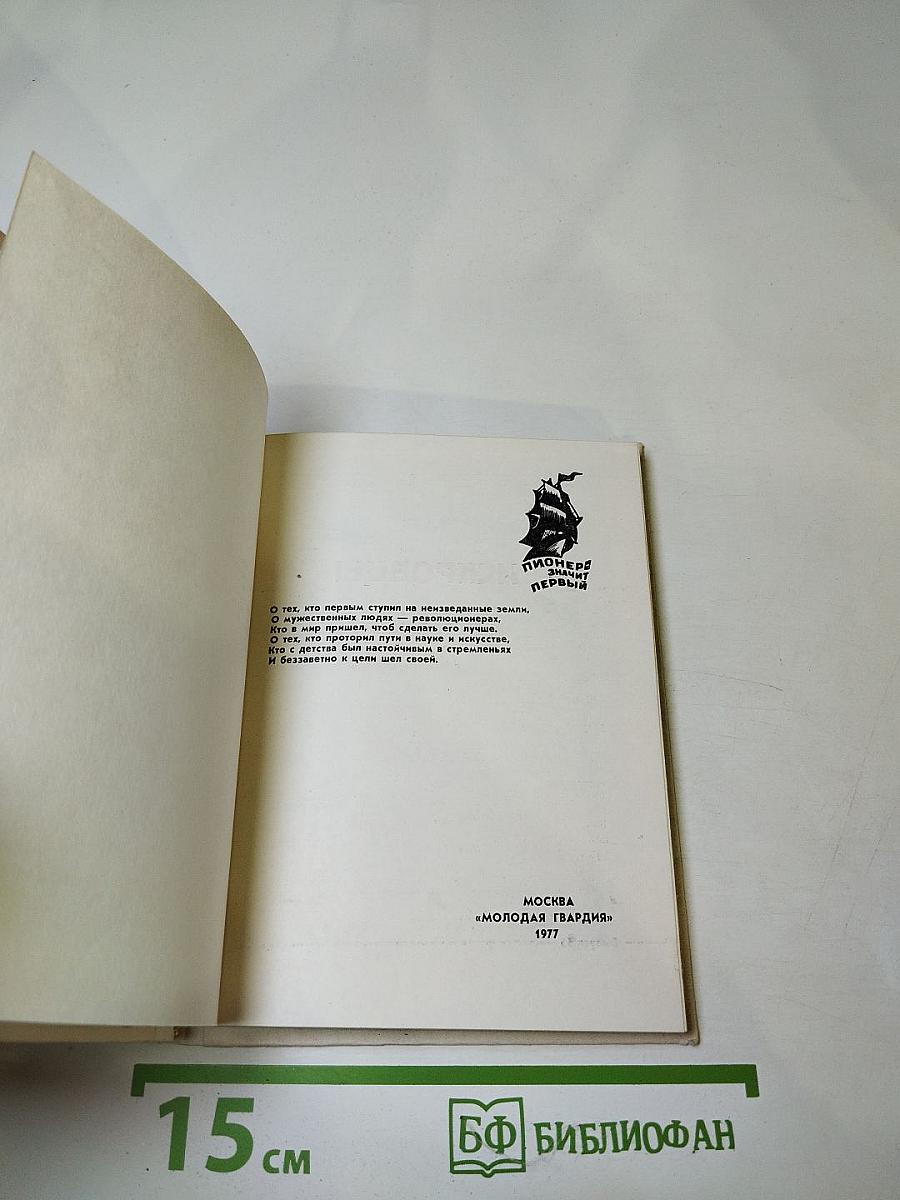 ПИОНЕР
ЗНАЧИТ
ПЕРВЫЙ
О тех, кто первым ступил на неизведанные земли,
О мужественных людях — революционерах,
Кто в мир пришел, чтоб сделать его лучше.
О тех, кто проторил пути в науке и искусстве,
Кто с детства был настойчивым в стремленьях
И беззаветно к цели шел своей.
МОСКВА
«МОЛОДАЯ ГВАРДИЯ»
1977
15 см
БФ БИБЛИОФАН